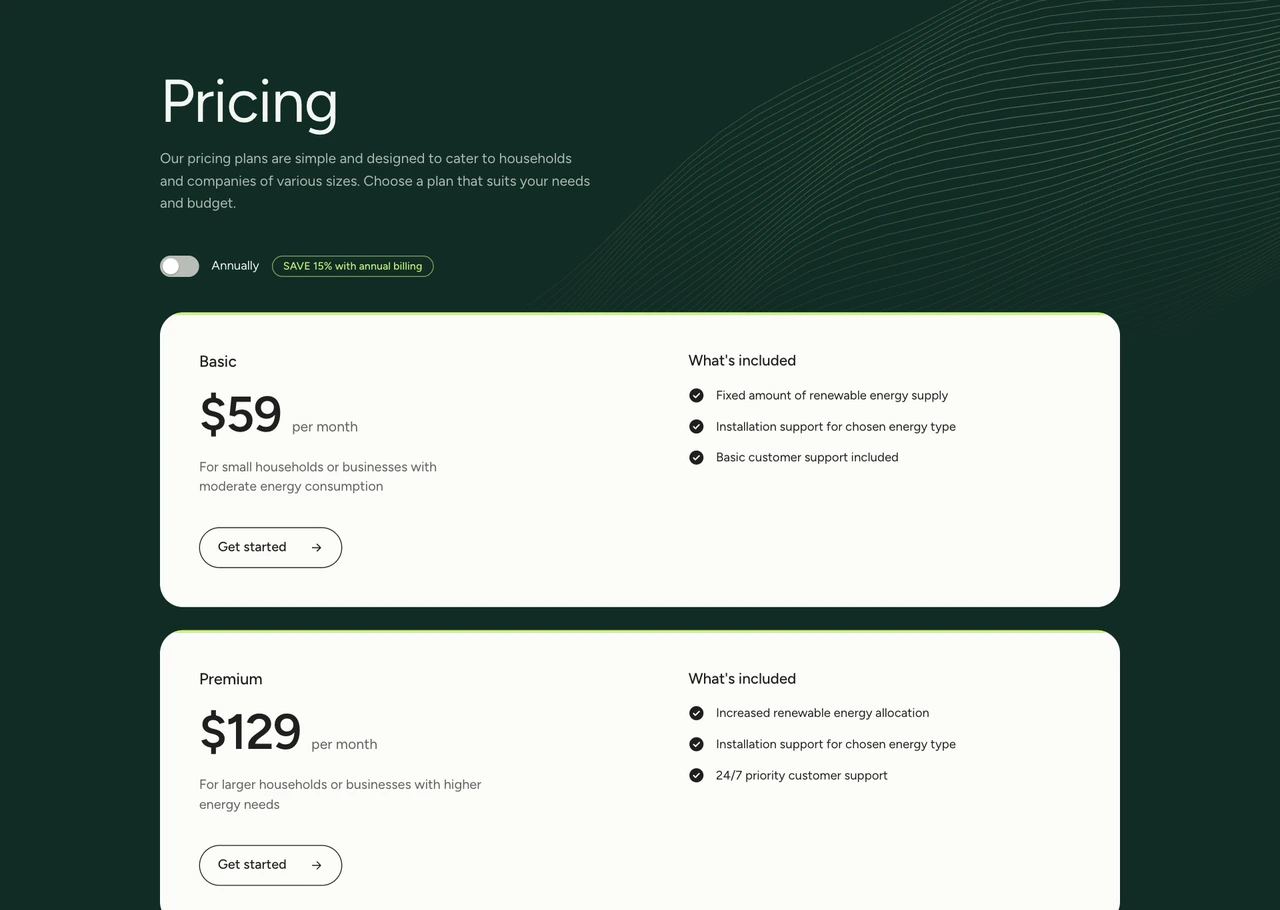 Pricing
Our pricing plans are simple and designed to cater to households
and companies of various sizes. Choose a plan that suits your needs
and budget.
Annually
SAVE 15% with annual billing
Basic
$59 per month
For small households or businesses with
moderate energy consumption
Get started
What's included
Fixed amount of renewable energy supply
Installation support for chosen energy type
Basic customer support included
Premium
$129 per month
For larger households or businesses with higher
energy needs
Get started
What's included
Increased renewable energy allocation
Installation support for chosen energy type
24/7 priority customer support